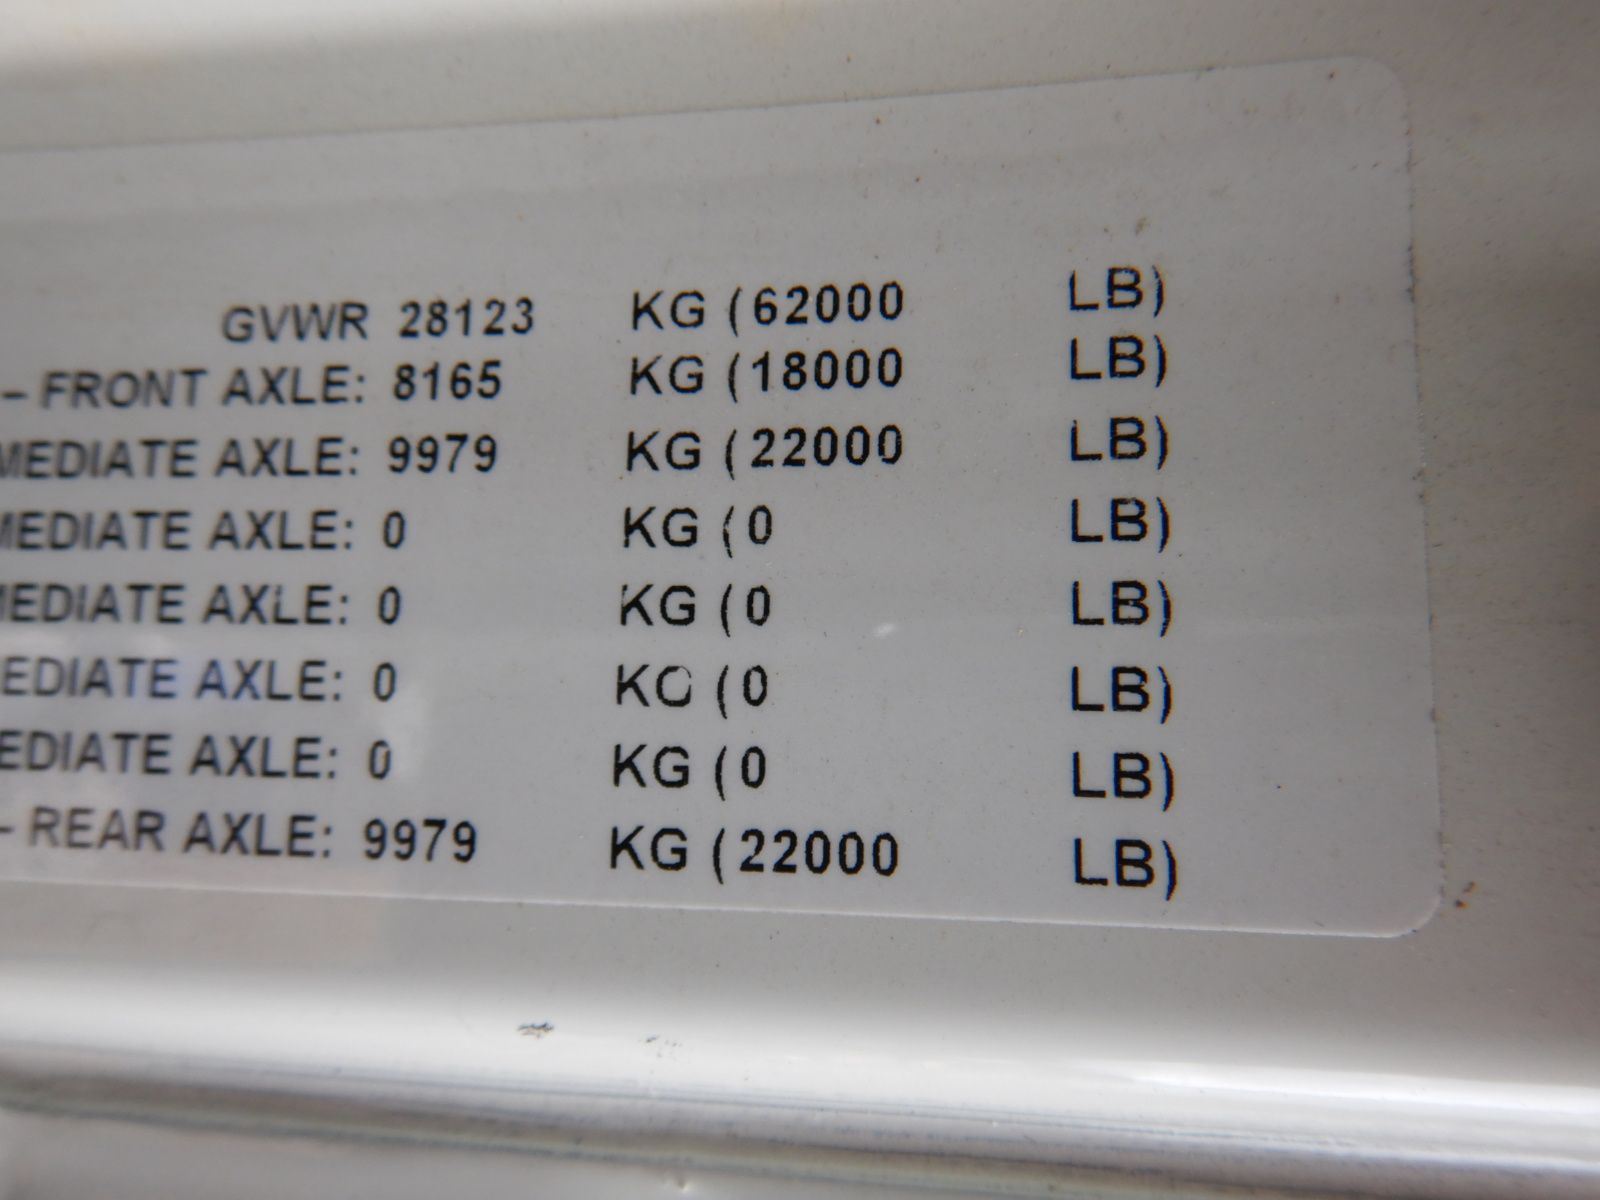 GVWR 28123 KG (62000 LB)
– FRONT AXLE: 8165 KG (18000 LB)
MEDIATE AXLE: 9979 KG (22000 LB)
MEDIATE AXLE: 0 KG (0 LB)
MEDIATE AXLE: 0 KG (0 LB)
EDIATE AXLE: 0 KG (0 LB)
EDIATE AXLE: 0 KG (0 LB)
– REAR AXLE: 9979 KG (22000 LB)